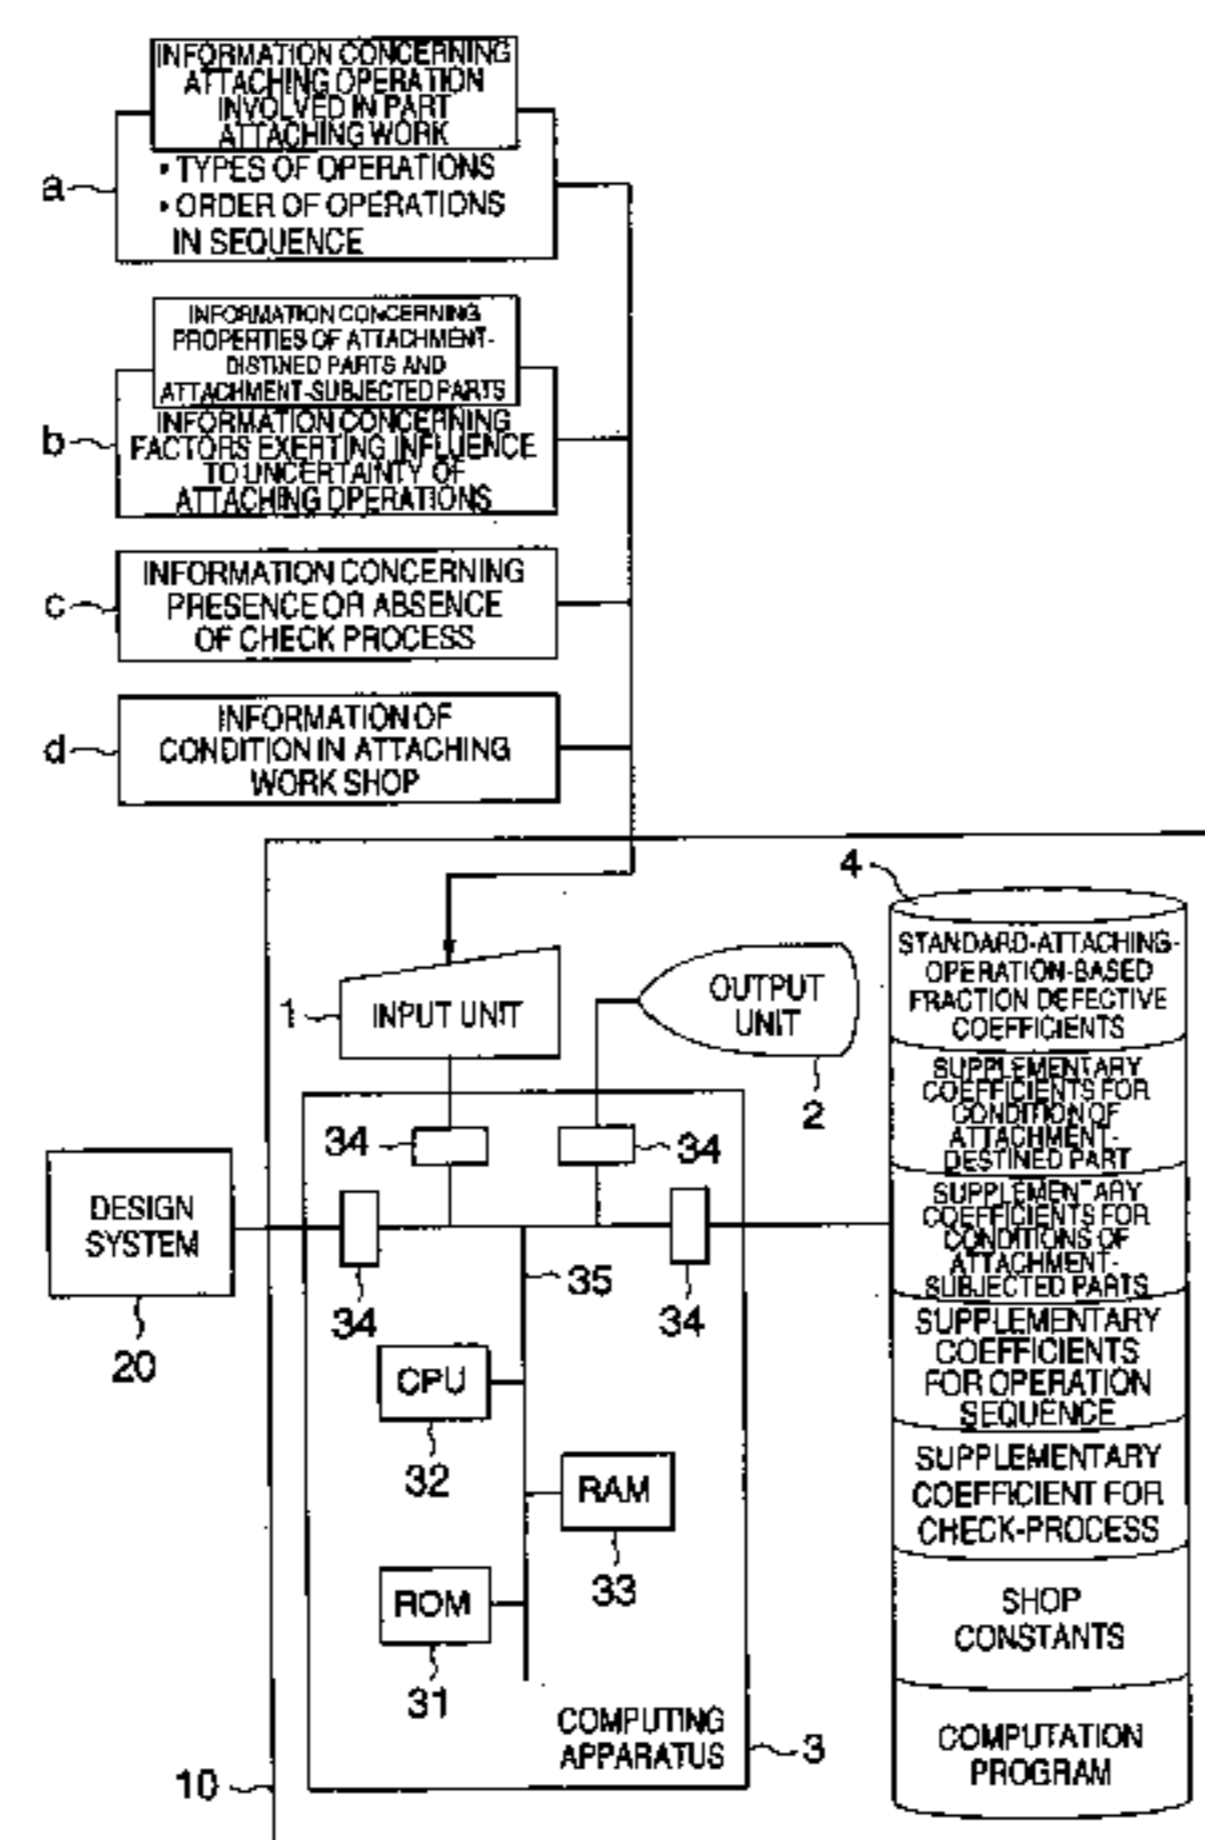 INFORMATION CONCERNING
ATTACHING OPERATION
INVOLVED IN PART
ATTACHING WORK
• TYPES OF OPERATIONS
• ORDER OF OPERATIONS
IN SEQUENCE
a
INFORMATION CONCERNING
PROPERTIES OF ATTACHMENT-
DISTINED PARTS AND
ATTACHMENT-SUBJECTED PARTS
INFORMATION CONCERNING
FACTORS EXERTING INFLUENCE
TO UNCERTAINTY OF
ATTACHING OPERATIONS
b
INFORMATION CONCERNING
PRESENCE OR ABSENCE
OF CHECK PROCESS
c
INFORMATION OF
CONDITION IN ATTACHING
WORK SHOP
d
4
STANDARD-ATTACHING-
OPERATION-BASED
FRACTION DEFECTIVE
COEFFICIENTS
SUPPLEMENTARY
COEFFICIENTS FOR
CONDITION OF
ATTACHMENT-
DESTINED PART
SUPPLEMENTARY
COEFFICIENTS FOR
CONDITIONS OF
ATTACHMENT-
SUBJECTED PARTS
SUPPLEMENTARY
COEFFICIENTS
FOR OPERATION
SEQUENCE
SUPPLEMENTARY
COEFFICIENT FOR
CHECK-PROCESS
SHOP
CONSTANTS
COMPUTATION
PROGRAM
1
INPUT UNIT
OUTPUT
UNIT
2
34
34
DESIGN
SYSTEM
20
34
35
34
CPU
32
RAM
33
ROM
31
COMPUTING
APPARATUS
3
10